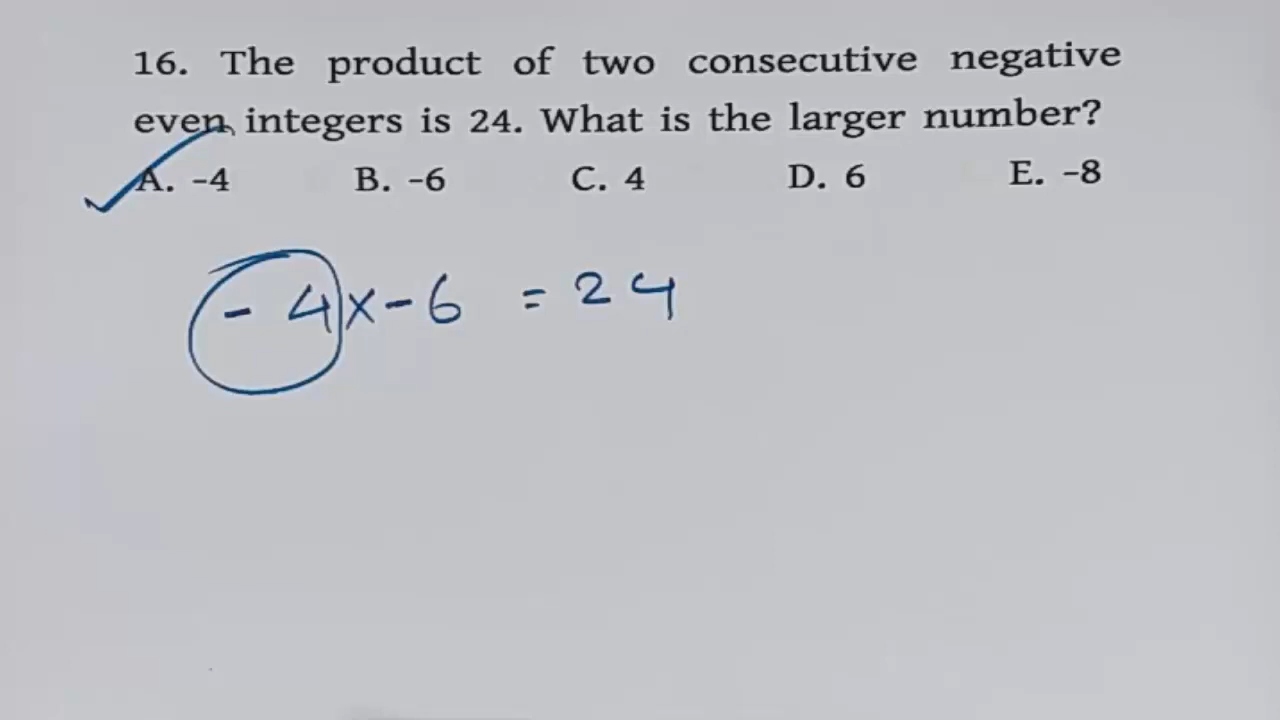 16. The product of two consecutive negative
even integers is 24. What is the larger number?
A. -4 B. -6 C. 4 D. 6 E. -8
- 4 x - 6 = 24